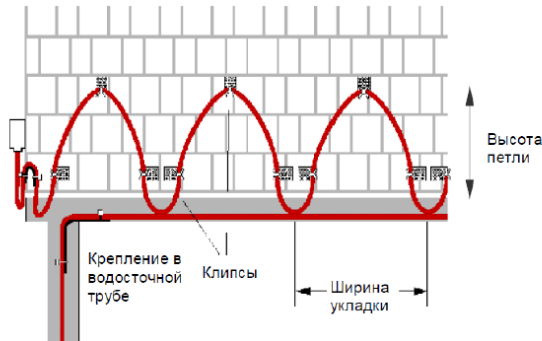 Высота
петли
Крепление в
водосточной
трубе
Клипсы
Ширина
укладки